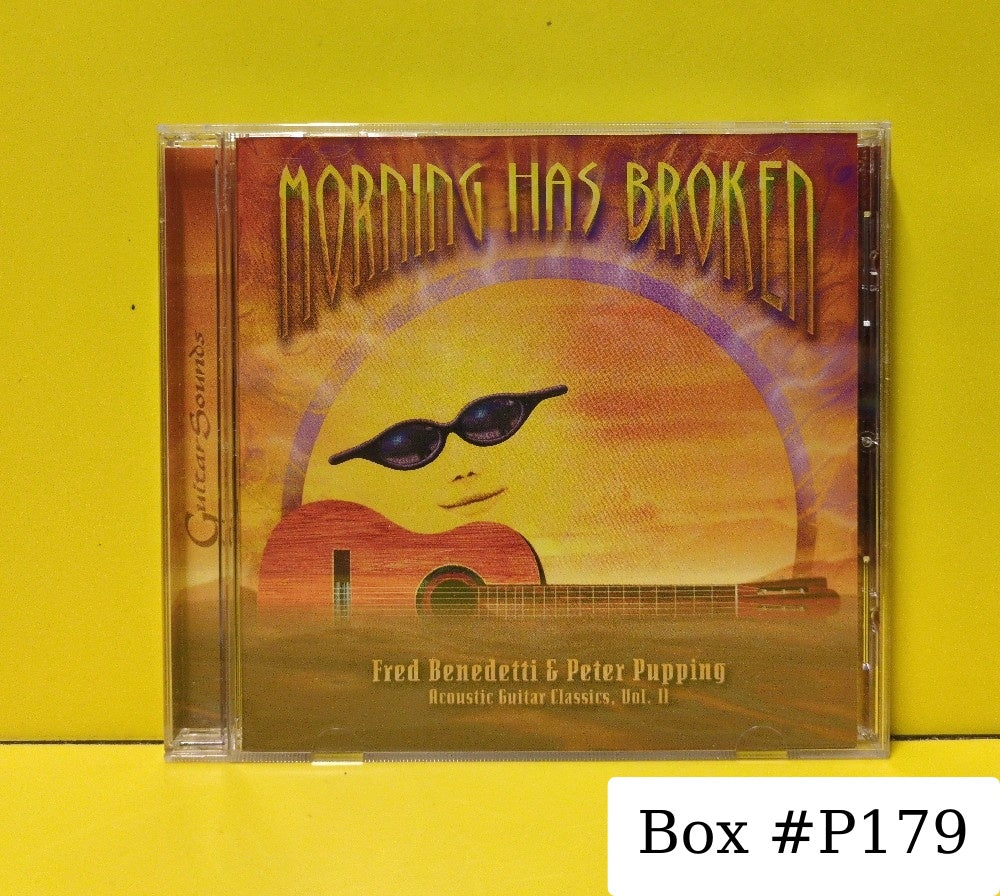 MORNING HAS BROKEN
GuitarSounds
Fred Benedetti & Peter Pupping
Acoustic Guitar Classics, Vol. II
Box #P179